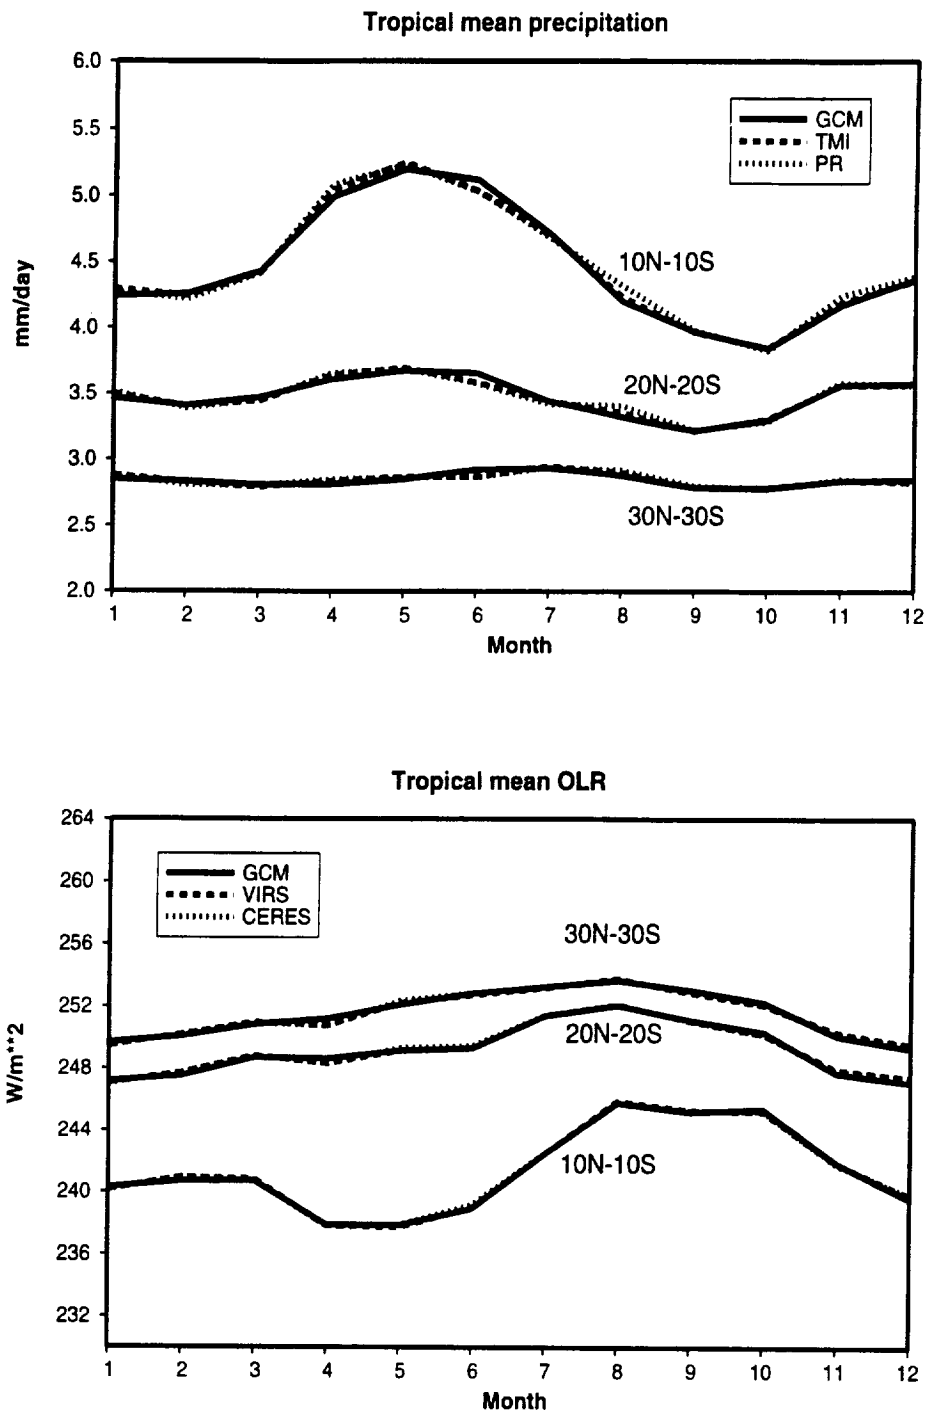 Tropical mean precipitation
6.0
5.5
5.0
4.5
4.0
3.5
3.0
2.5
2.0
mm/day
GCM
TMI
PR
10N-10S
20N-20S
30N-30S
1 2 3 4 5 6 7 8 9 10 11 12
Month
Tropical mean OLR
264
260
256
252
248
244
240
236
232
W/m**2
GCM
VIRS
CERES
30N-30S
20N-20S
10N-10S
1 2 3 4 5 6 7 8 9 10 11 12
Month